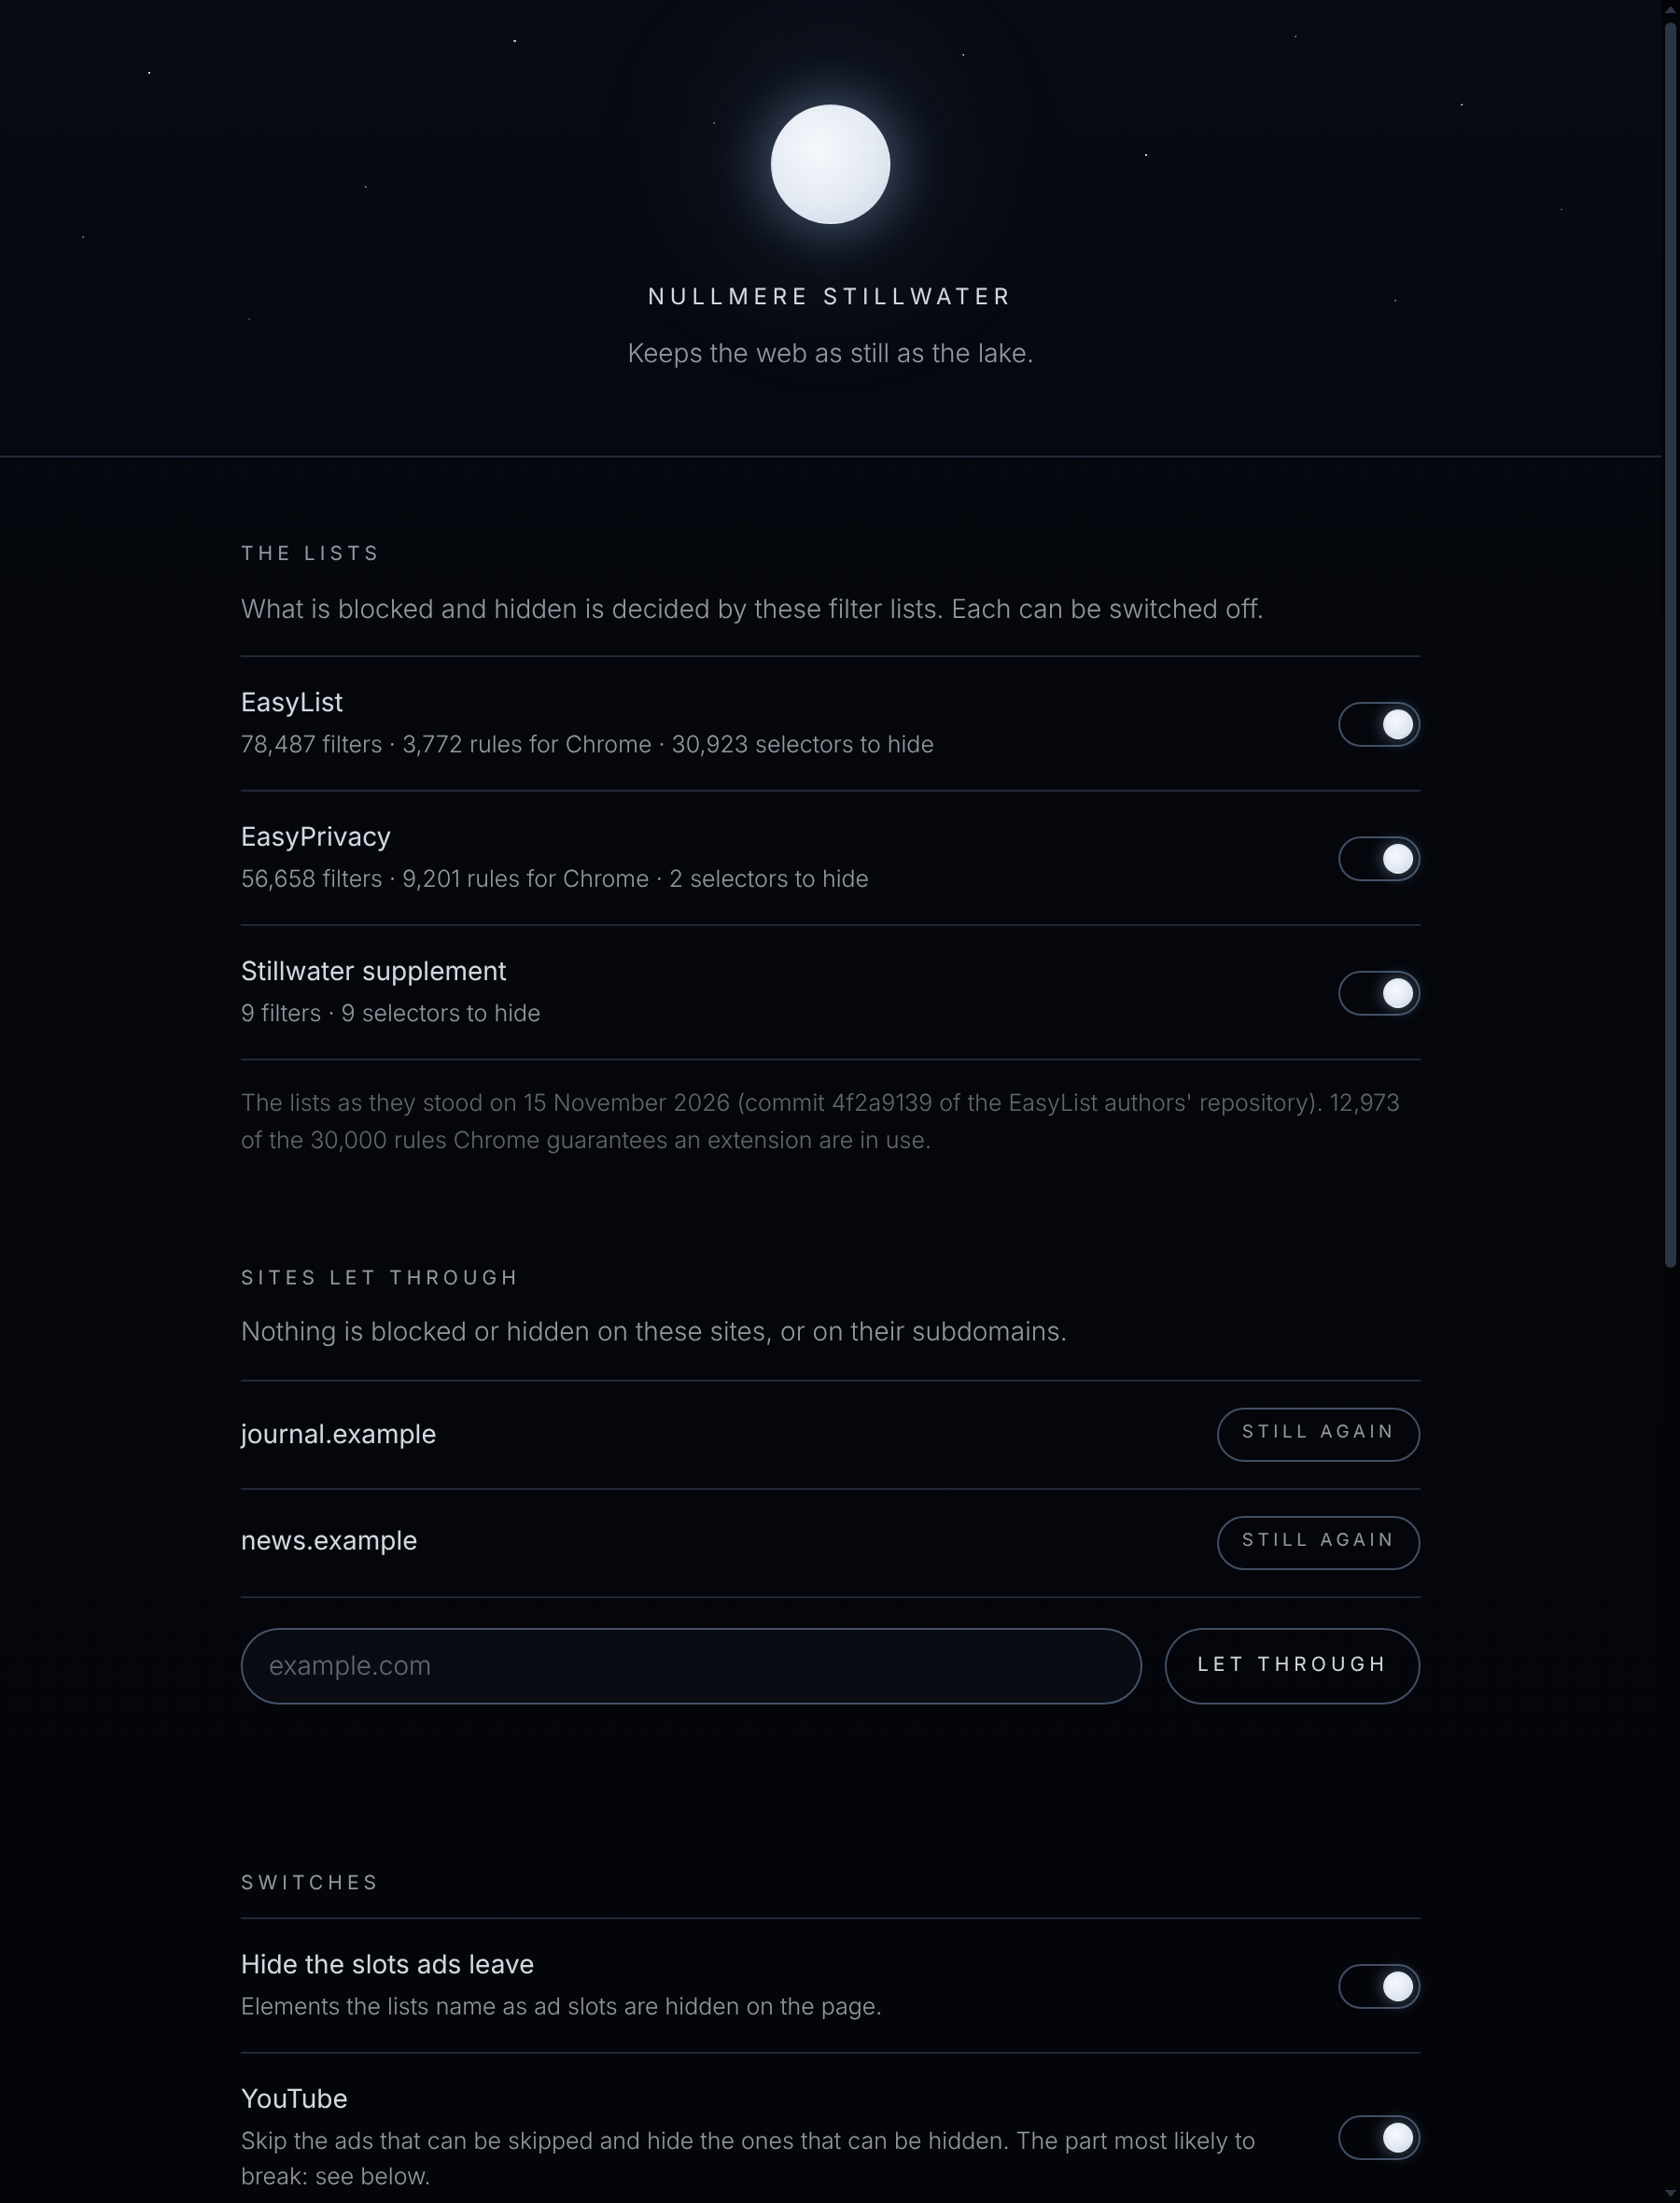 NULLMERE STILLWATER
Keeps the web as still as the lake.
THE LISTS
What is blocked and hidden is decided by these filter lists. Each can be switched off.
EasyList
78,487 filters · 3,772 rules for Chrome · 30,923 selectors to hide
EasyPrivacy
56,658 filters · 9,201 rules for Chrome · 2 selectors to hide
Stillwater supplement
9 filters · 9 selectors to hide
The lists as they stood on 15 November 2026 (commit 4f2a9139 of the EasyList authors' repository). 12,973
of the 30,000 rules Chrome guarantees an extension are in use.
SITES LET THROUGH
Nothing is blocked or hidden on these sites, or on their subdomains.
journal.example
STILL AGAIN
news.example
STILL AGAIN
example.com
LET THROUGH
SWITCHES
Hide the slots ads leave
Elements the lists name as ad slots are hidden on the page.
YouTube
Skip the ads that can be skipped and hide the ones that can be hidden. The part most likely to
break: see below.